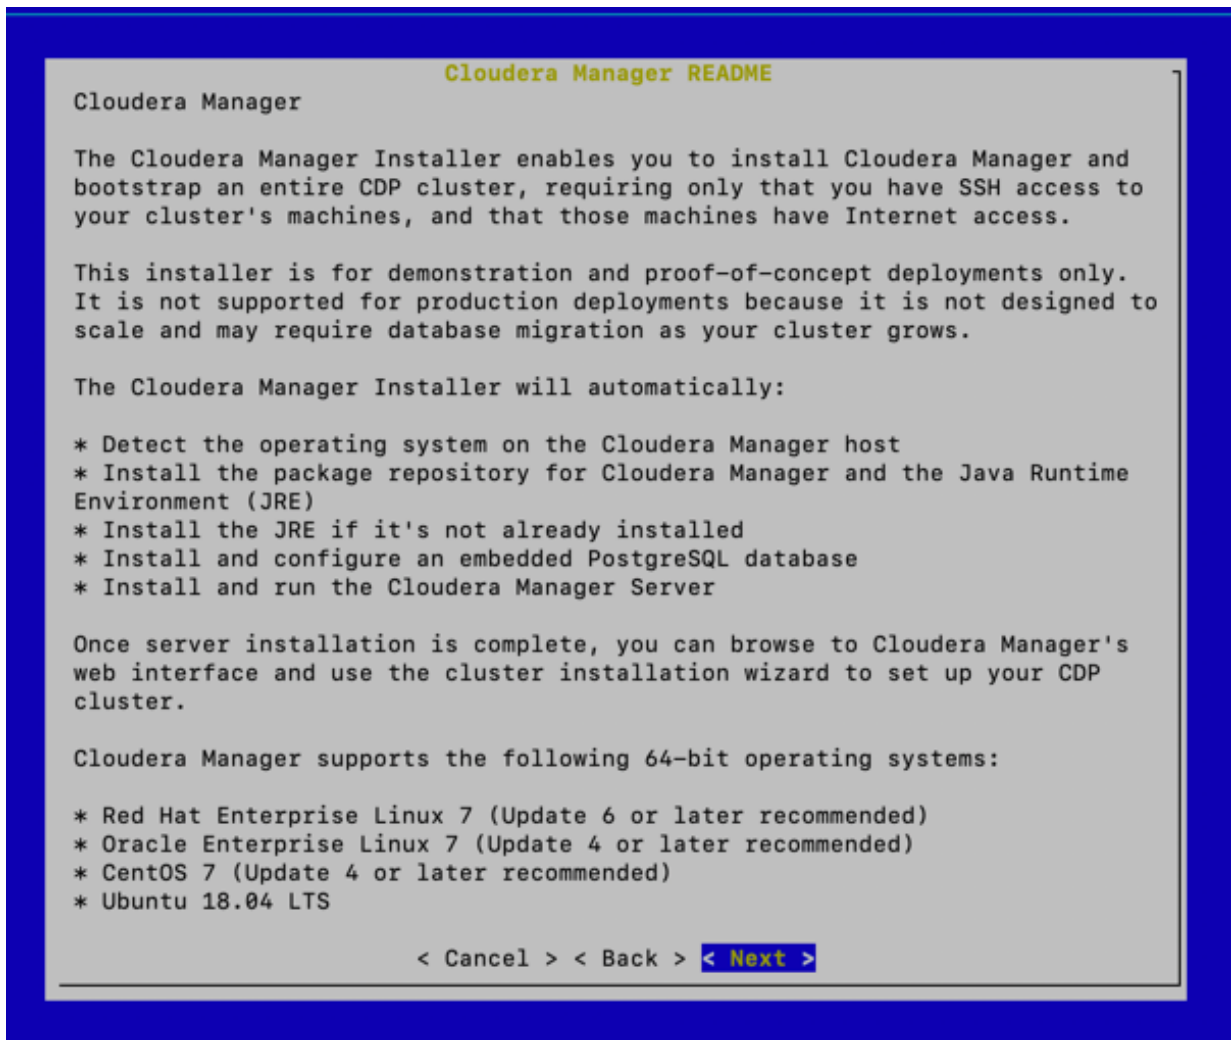 Cloudera Manager README
Cloudera Manager
The Cloudera Manager Installer enables you to install Cloudera Manager and
bootstrap an entire CDP cluster, requiring only that you have SSH access to
your cluster's machines, and that those machines have Internet access.
This installer is for demonstration and proof-of-concept deployments only.
It is not supported for production deployments because it is not designed to
scale and may require database migration as your cluster grows.
The Cloudera Manager Installer will automatically:
* Detect the operating system on the Cloudera Manager host
* Install the package repository for Cloudera Manager and the Java Runtime
Environment (JRE)
* Install the JRE if it's not already installed
* Install and configure an embedded PostgreSQL database
* Install and run the Cloudera Manager Server
Once server installation is complete, you can browse to Cloudera Manager's
web interface and use the cluster installation wizard to set up your CDP
cluster.
Cloudera Manager supports the following 64-bit operating systems:
* Red Hat Enterprise Linux 7 (Update 6 or later recommended)
* Oracle Enterprise Linux 7 (Update 4 or later recommended)
* CentOS 7 (Update 4 or later recommended)
* Ubuntu 18.04 LTS
< Cancel > < Back > < Next >